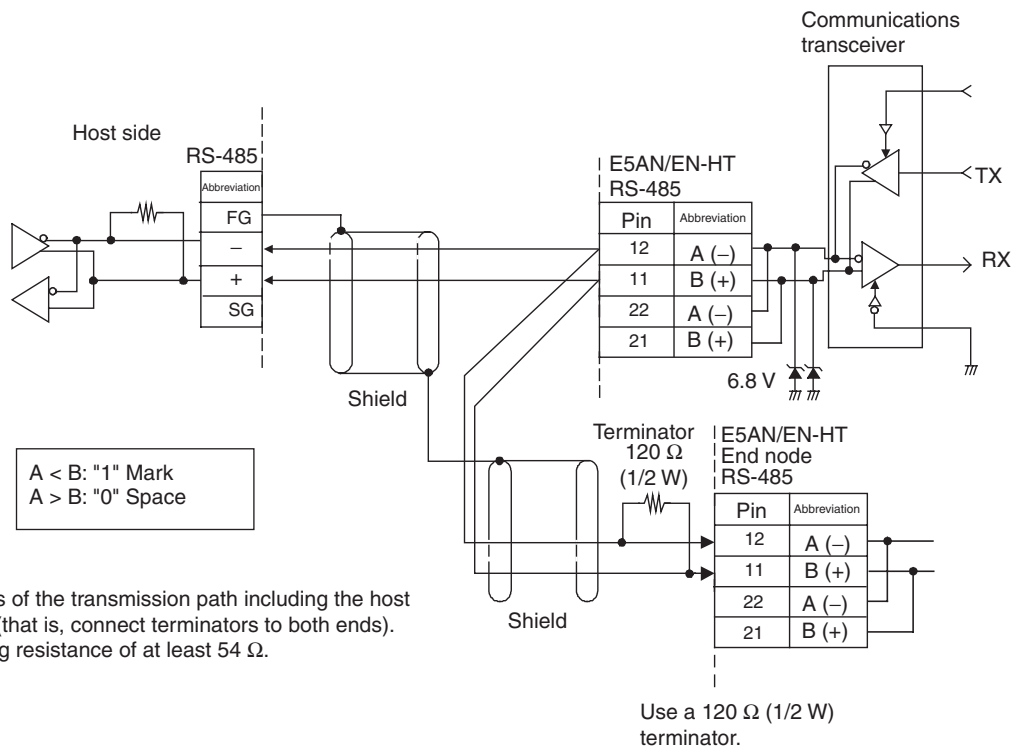 Communications
transceiver
Host side
RS-485
Abbreviation
FG
−
+
SG
E5AN/EN-HT
RS-485
Pin Abbreviation
12 A (−)
11 B (+)
22 A (−)
21 B (+)
TX
RX
6.8 V
Shield
A < B: "1" Mark
A > B: "0" Space
Terminator
120 Ω
(1/2 W)
E5AN/EN-HT
End node
RS-485
Pin Abbreviation
12 A (−)
11 B (+)
22 A (−)
21 B (+)
Shield
of the transmission path including the host
(that is, connect terminators to both ends).
resistance of at least 54 Ω.
Use a 120 Ω (1/2 W)
terminator.